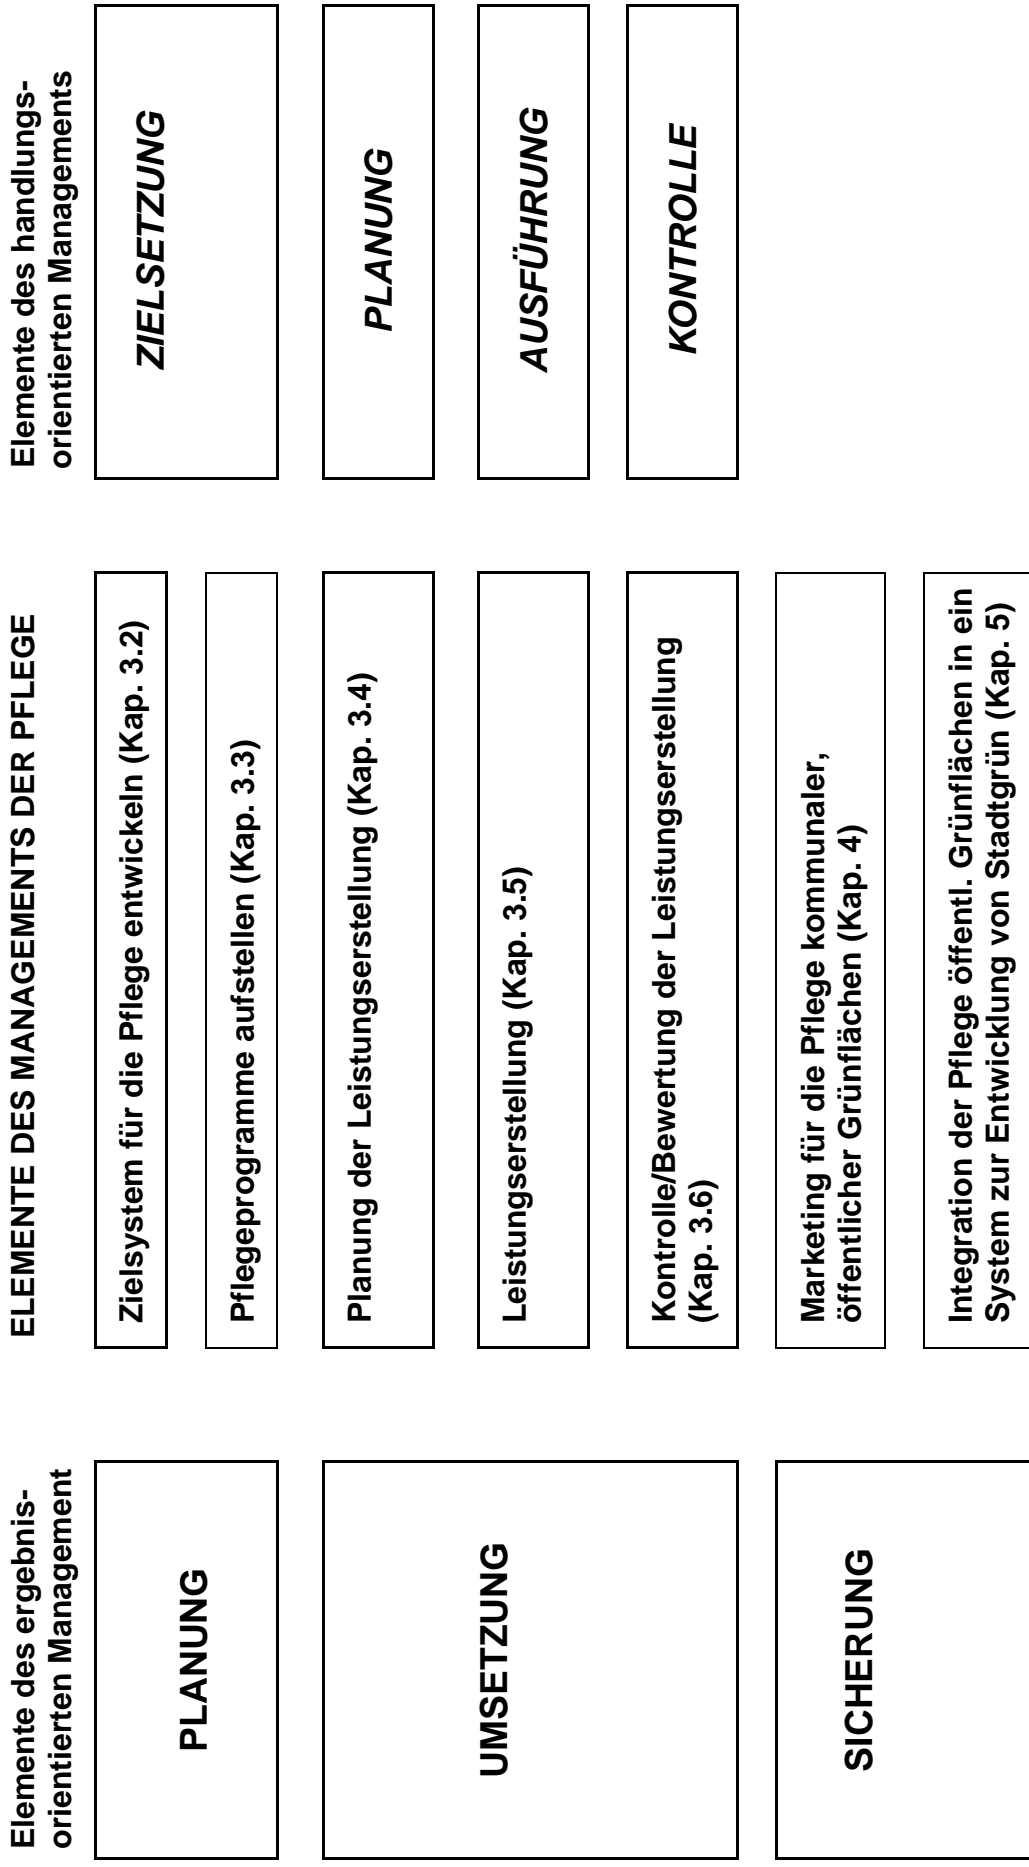 Elemente des ergebnis-
orientierten Management
PLANUNG
UMSETZUNG
SICHERUNG
ELEMENTE DES MANAGEMENTS DER PFLEGE
Zielsystem für die Pflege entwickeln (Kap. 3.2)
Pflegeprogramme aufstellen (Kap. 3.3)
Planung der Leistungserstellung (Kap. 3.4)
Leistungserstellung (Kap. 3.5)
Kontrolle/Bewertung der Leistungserstellung
(Kap. 3.6)
Marketing für die Pflege kommunaler,
öffentlicher Grünflächen (Kap. 4)
Integration der Pflege öffentl. Grünflächen in ein
System zur Entwicklung von Stadtgrün (Kap. 5)
Elemente des handlungs-
orientierten Managements
ZIELSETZUNG
PLANUNG
AUSFÜHRUNG
KONTROLLE